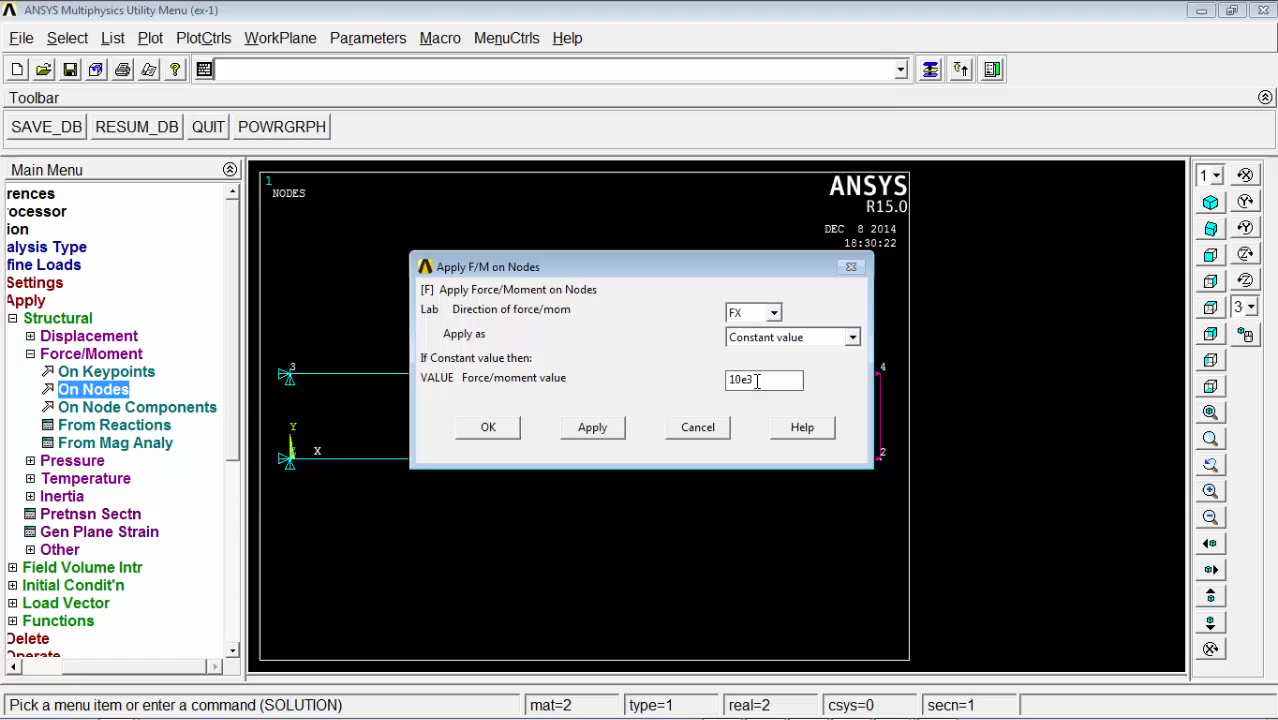 ANSYS Multiphysics Utility Menu (ex-1)
File Select List Plot PlotCtrls WorkPlane Parameters Macro MenuCtrls Help
Toolbar
SAVE_DB RESUM_DB QUIT POWRGRPH
Main Menu
rences
rocessor
ion
alysis Type
fine Loads
Settings
Apply
Structural
Displacement
Force/Moment
On Keypoints
On Nodes
On Node Components
From Reactions
From Mag Analy
Pressure
Temperature
Inertia
Pretnsn Sectn
Gen Plane Strain
Other
Field Volume Intr
Initial Condit'n
Load Vector
Functions
Delete
Operate
1
NODES
ANSYS
R15.0
DEC 8 2014
18:30:22
Apply F/M on Nodes
[F] Apply Force/Moment on Nodes
Lab Direction of force/mom FX
Apply as Constant value
If Constant value then:
VALUE Force/moment value 10e3
OK Apply Cancel Help
3
4
Y
X
2
1
3
Pick a menu item or enter a command (SOLUTION) mat=2 type=1 real=2 csys=0 secn=1